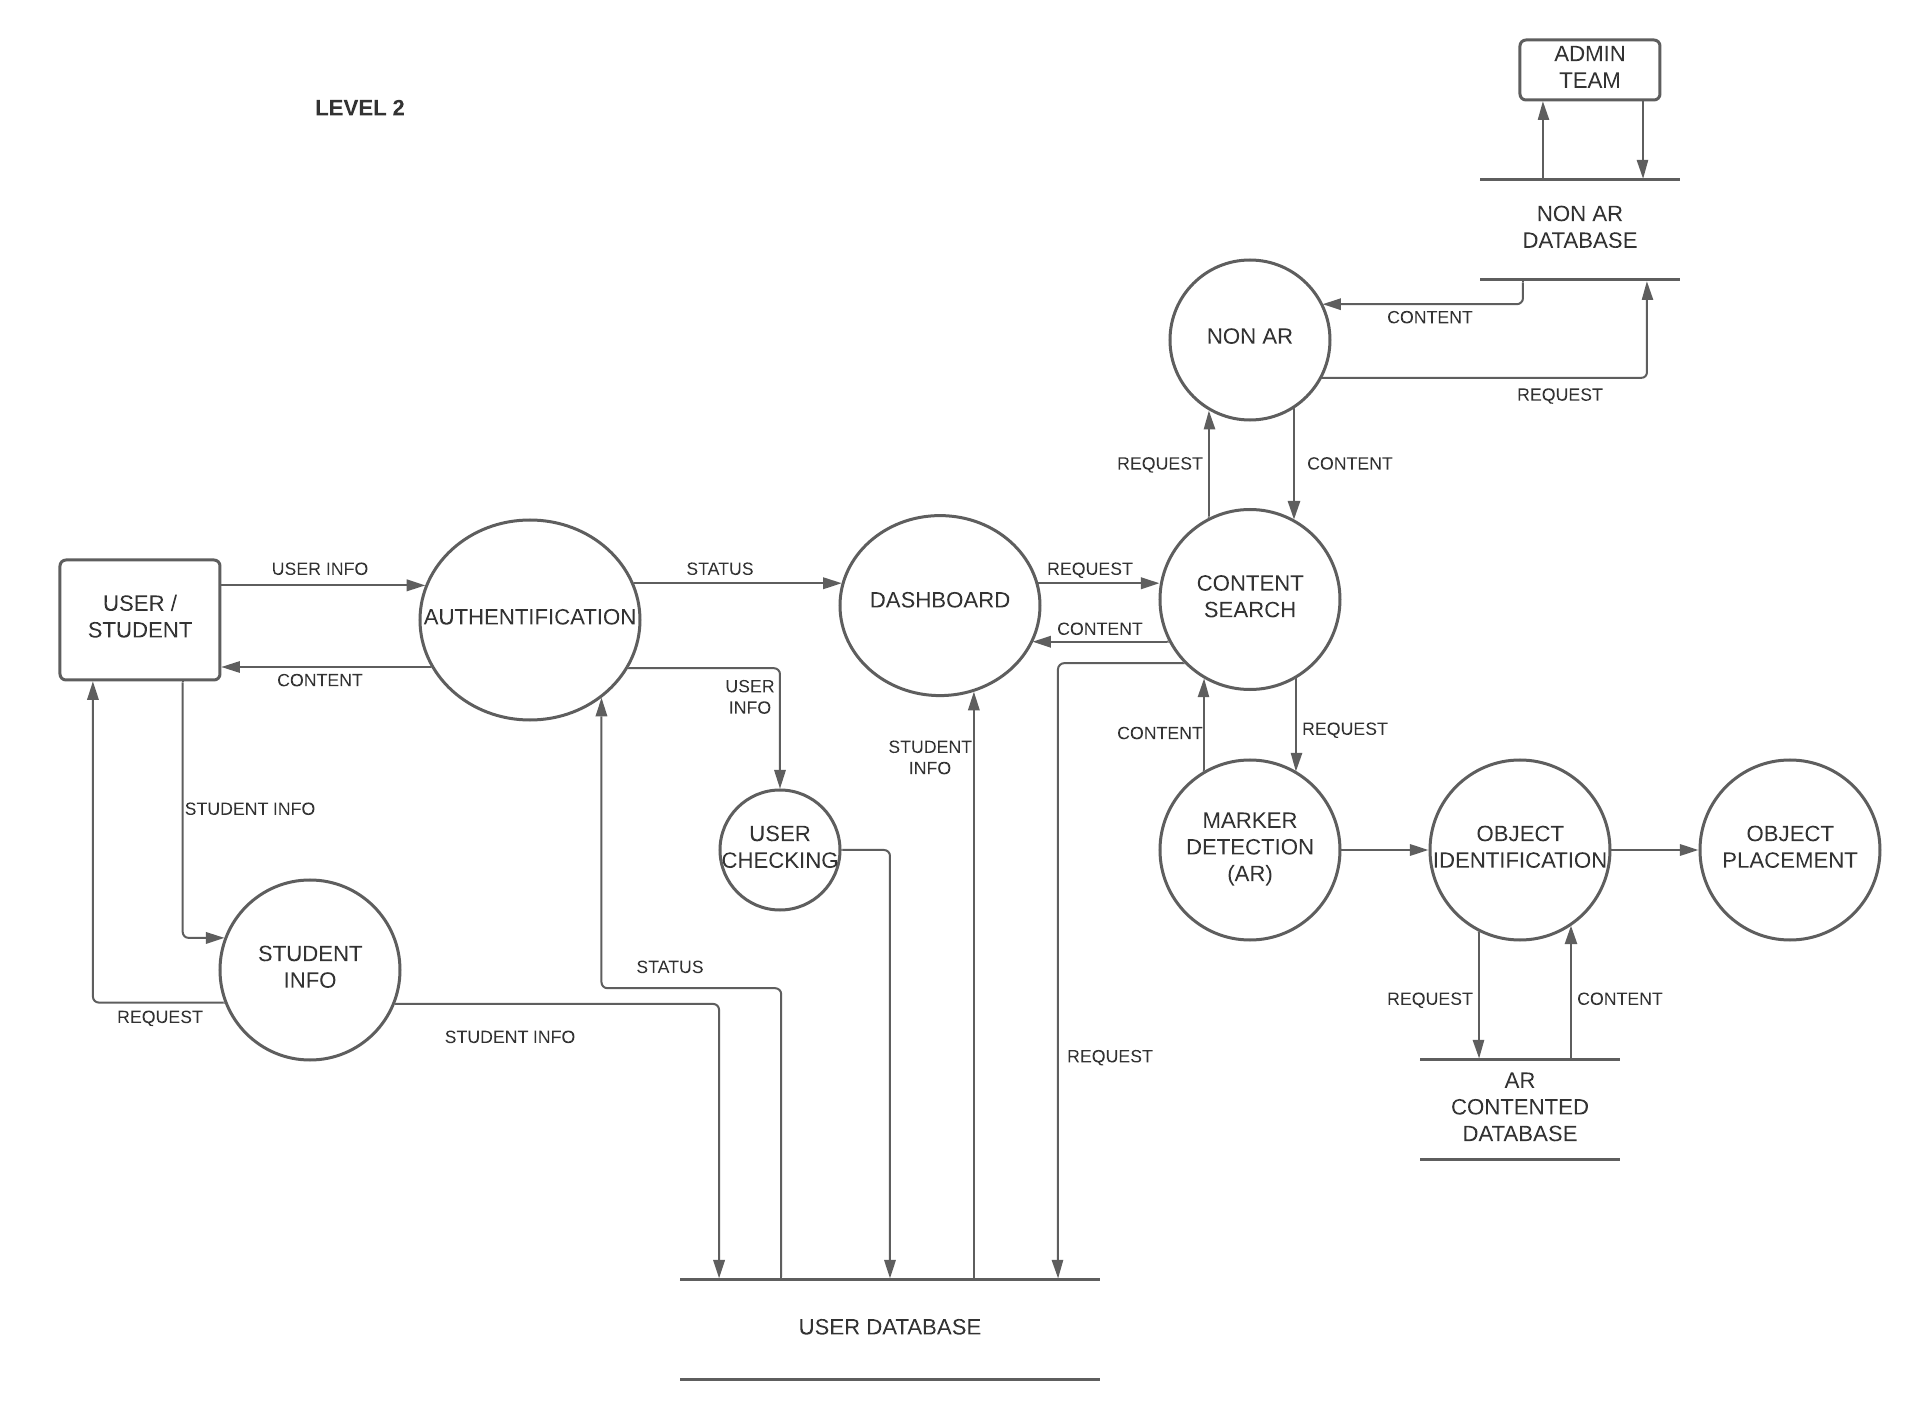 ADMIN
TEAM
LEVEL 2
NON AR
DATABASE
CONTENT
NON AR
REQUEST
REQUEST
CONTENT
USER INFO
STATUS
REQUEST
USER /
STUDENT
AUTHENTIFICATION
DASHBOARD
CONTENT
SEARCH
CONTENT
CONTENT
USER
INFO
STUDENT
INFO
CONTENT
REQUEST
STUDENT INFO
USER
CHECKING
MARKER
DETECTION
(AR)
OBJECT
IDENTIFICATION
OBJECT
PLACEMENT
STUDENT
INFO
STATUS
REQUEST
CONTENT
REQUEST
STUDENT INFO
REQUEST
AR
CONTENTED
DATABASE
USER DATABASE